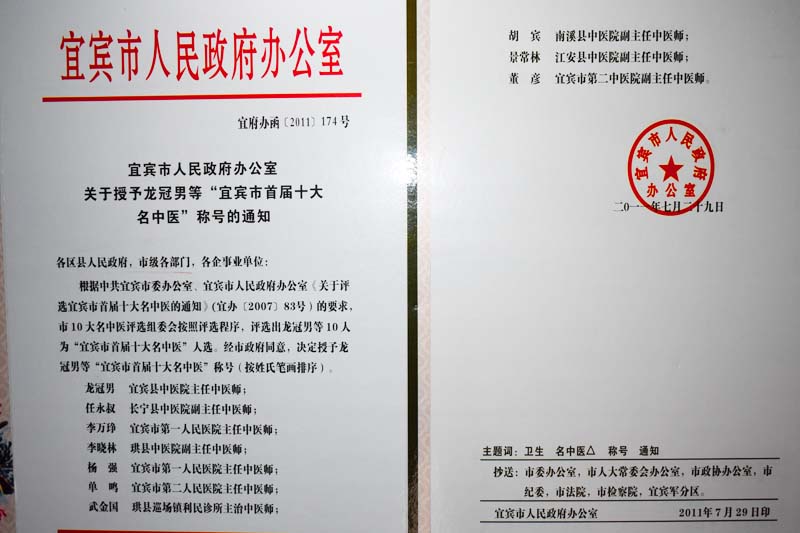 宜宾市人民政府办公室
宜府办函〔2011〕174号
宜宾市人民政府办公室
关于授予龙冠男等“宜宾市首届十大
名中医”称号的通知
各区县人民政府，市级各部门，各企事业单位：
根据中共宜宾市委办公室、宜宾市人民政府办公室《关于评
选宜宾市首届十大名中医的通知》(宜办〔2007〕83号)的要求，
市10大名中医评选组委会按照评选程序，评选出龙冠男等10人
为“宜宾市首届十大名中医”人选。经市政府同意，决定授予龙
冠男等“宜宾市首届十大名中医”称号（按姓氏笔画排序）。
龙冠男 宜宾县中医院主任中医师；
任永叔 长宁县中医院副主任中医师；
李万琤 宜宾市第一人民医院主任中医师；
李晓林 珙县中医院副主任中医师；
杨 强 宜宾市第一人民医院主任中医师；
单 鸣 宜宾市第二人民医院主任中医师；
武金国 珙县巡场镇利民诊所主治中医师；
胡 宾 南溪县中医院副主任中医师；
景常林 江安县中医院副主任中医师；
董 彦 宜宾市第二中医院副主任中医师。
宜宾市人民政府
办公室
二〇一一年七月二十九日
主题词：卫生 名中医△ 称号 通知
抄送：市委办公室，市人大常委会办公室，市政协办公室，市
纪委，市法院，市检察院，宜宾军分区。
宜宾市人民政府办公室 2011年7月29日印